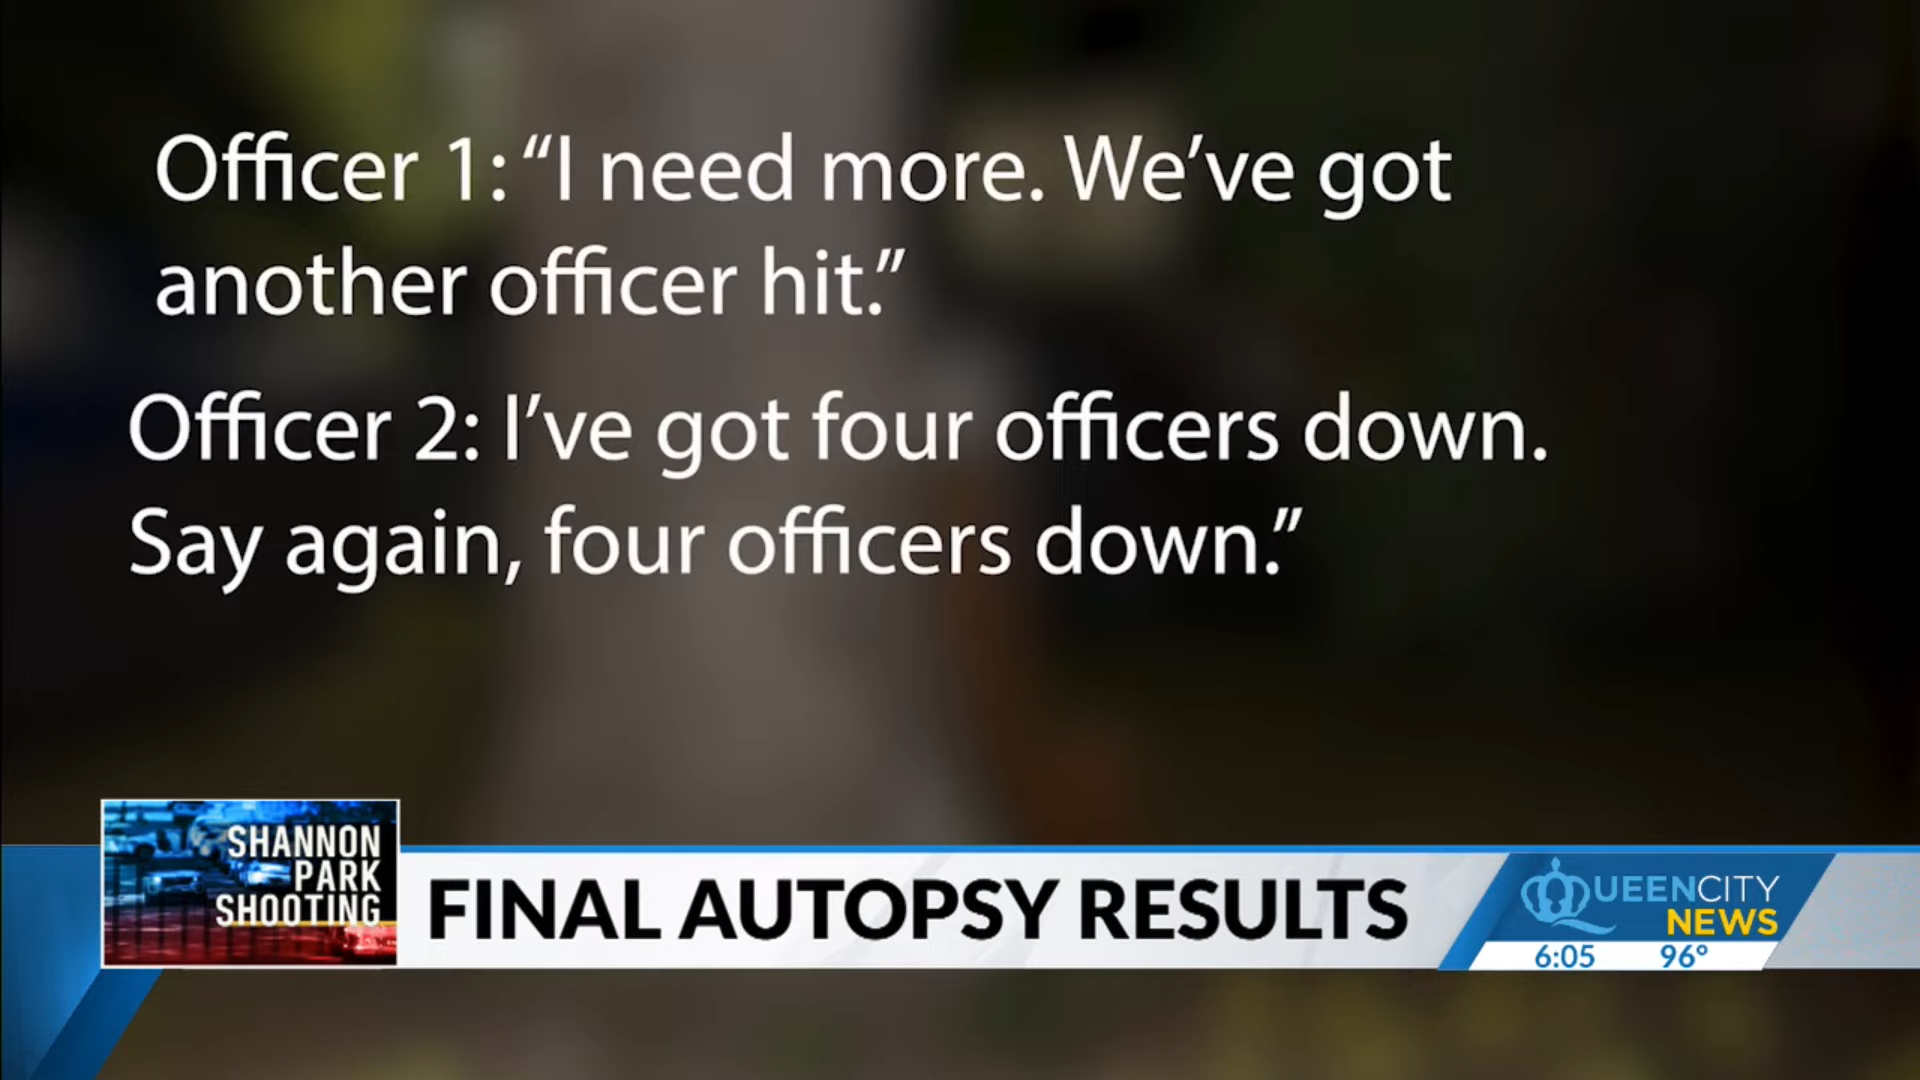 Officer 1: “I need more. We’ve got
another officer hit.”
Officer 2: I’ve got four officers down.
Say again, four officers down.”
SHANNON
PARK
SHOOTING
FINAL AUTOPSY RESULTS
QUEENCITY
NEWS
6:05 96°